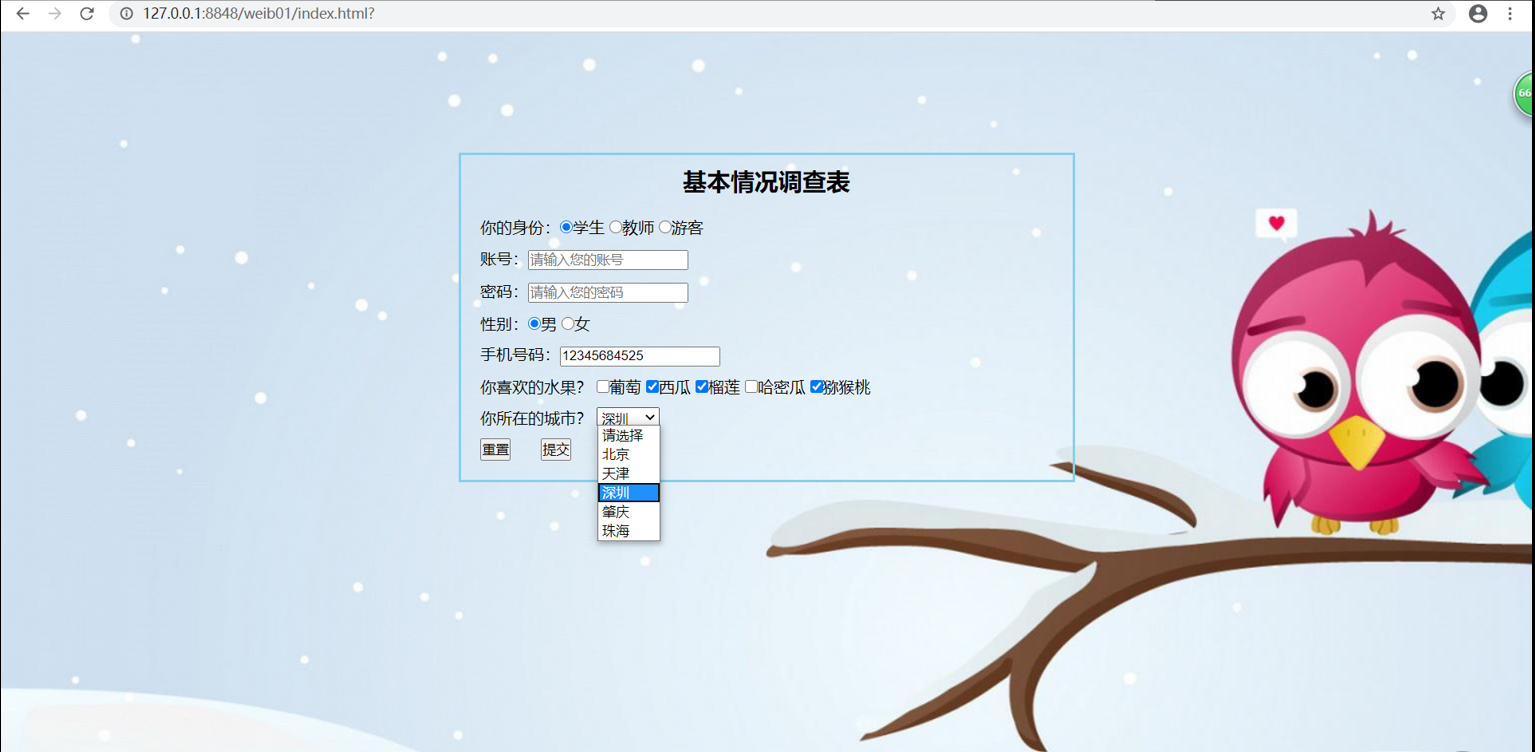 127.0.0.1:8848/weib01/index.html?
66
基本情况调查表
你的身份：学生 教师 游客
账号：请输入您的账号
密码：请输入您的密码
性别：男 女
手机号码：12345684525
你喜欢的水果？ 葡萄 西瓜 榴莲 哈密瓜 猕猴桃
你所在的城市？ 深圳
请选择
重置 提交
北京
天津
深圳
肇庆
珠海